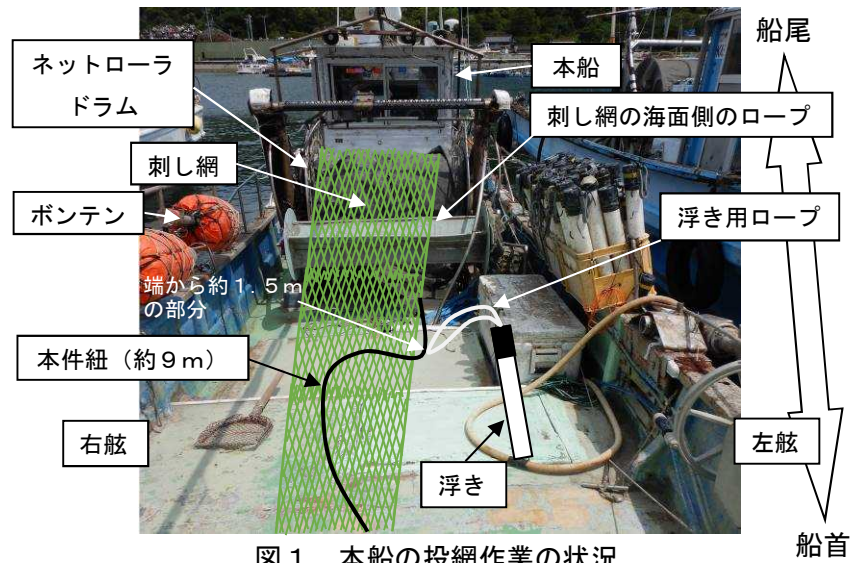 船尾
ネットローラ
ドラム
本船
刺し網の海面側のロープ
刺し網
ボンテン
浮き用ロープ
端から約1.5m
の部分
本件紐（約9m）
右舷
浮き
左舷
船首
図1 本船の投網作業の状況